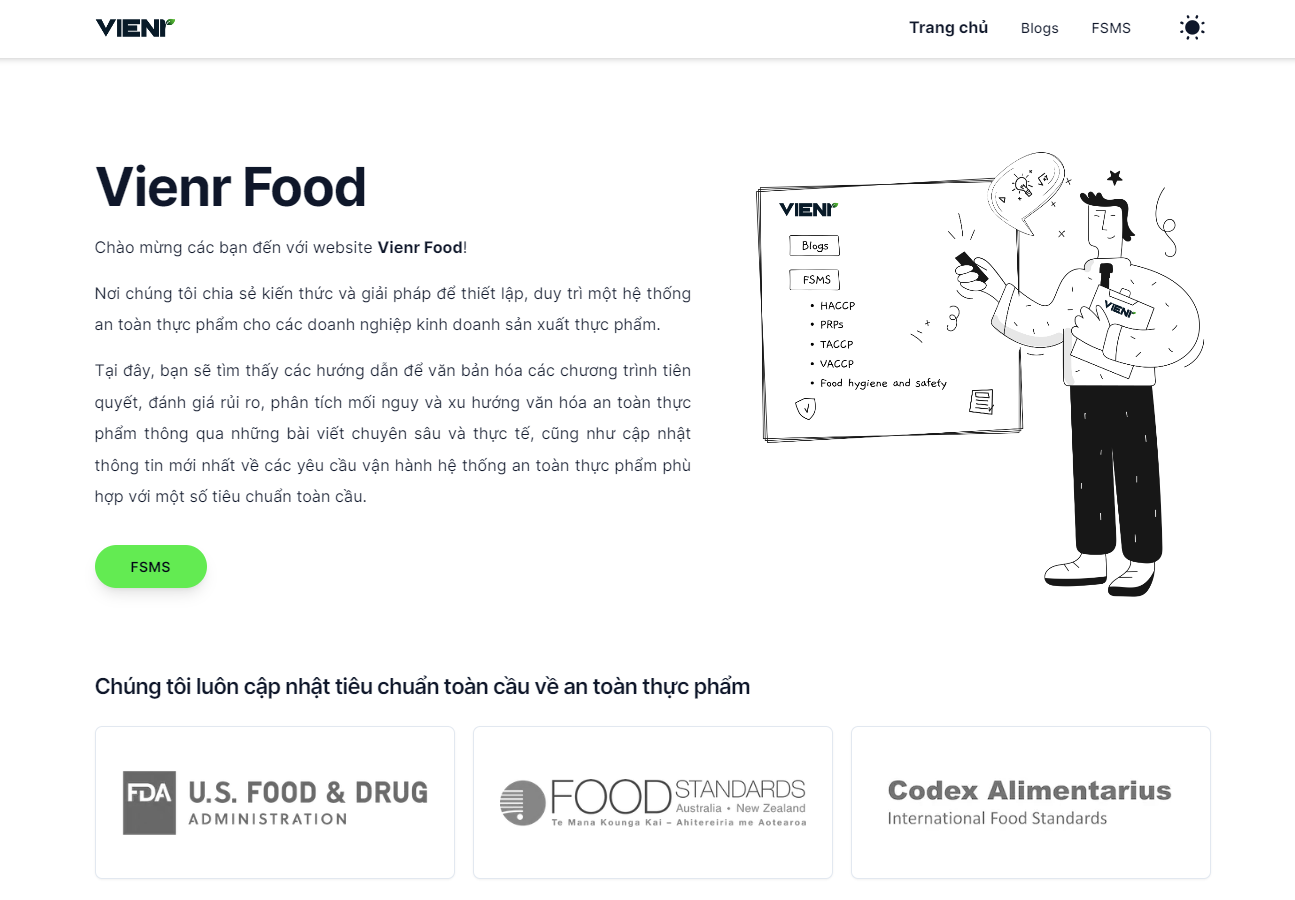 VIENR
Trang chủ
Blogs
FSMS
Vienr Food
Chào mừng các bạn đến với website Vienr Food!
Nơi chúng tôi chia sẻ kiến thức và giải pháp để thiết lập, duy trì một hệ thống
an toàn thực phẩm cho các doanh nghiệp kinh doanh sản xuất thực phẩm.
Tại đây, bạn sẽ tìm thấy các hướng dẫn để văn bản hóa các chương trình tiên
quyết, đánh giá rủi ro, phân tích mối nguy và xu hướng văn hóa an toàn thực
phẩm thông qua những bài viết chuyên sâu và thực tế, cũng như cập nhật
thông tin mới nhất về các yêu cầu vận hành hệ thống an toàn thực phẩm phù
hợp với một số tiêu chuẩn toàn cầu.
FSMS
VIENR
Blogs
FSMS
• HACCP
• PRPs
• TACCP
• VACCP
• Food hygiene and safety
VIENR
Chúng tôi luôn cập nhật tiêu chuẩn toàn cầu về an toàn thực phẩm
FDA
U.S. FOOD & DRUG
ADMINISTRATION
FOOD STANDARDS
Australia • New Zealand
Te Mana Kounga Kai – Ahitereiria me Aotearoa
Codex Alimentarius
International Food Standards